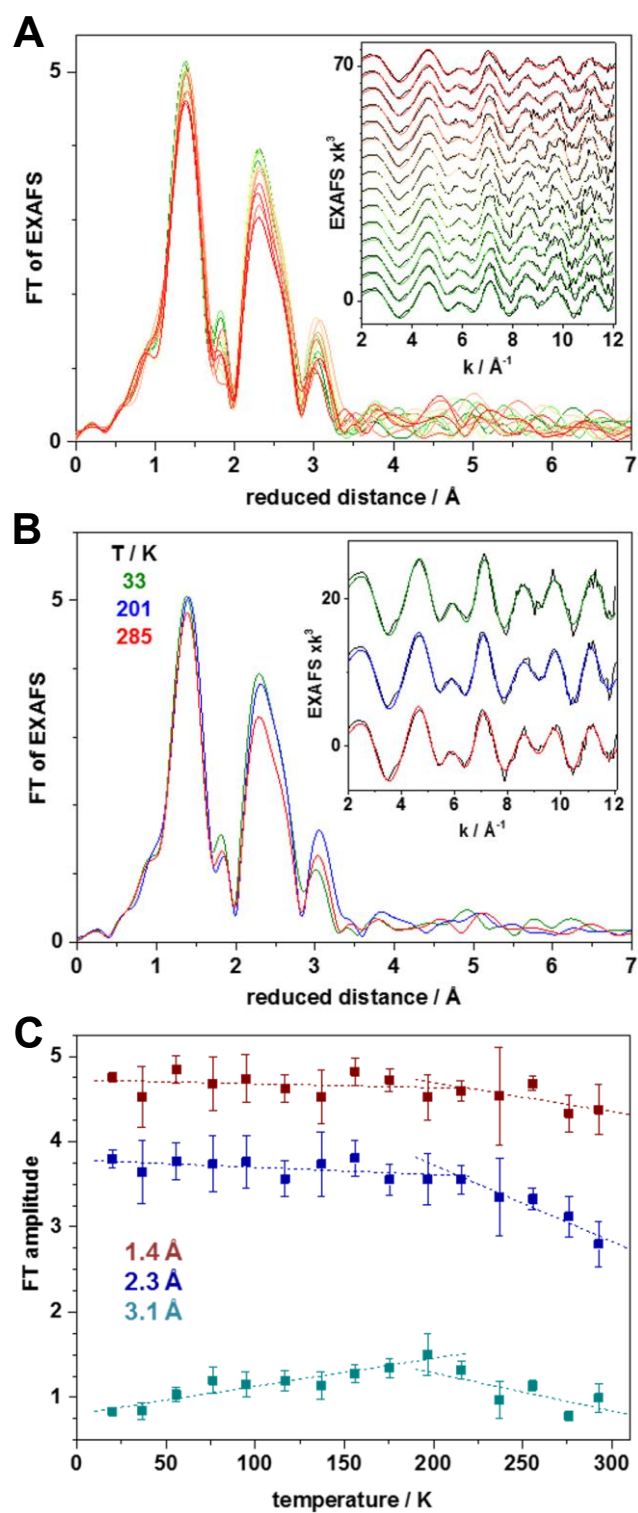 A
FT of EXAFS
5
0
0 1 2 3 4 5 6 7
reduced distance / Å
EXAFS xk³
70
0
2 4 6 8 10 12
k / Å⁻¹
B
T / K
33
201
285
FT of EXAFS
5
0
0 1 2 3 4 5 6 7
reduced distance / Å
EXAFS xk³
20
0
2 4 6 8 10 12
k / Å⁻¹
C
FT amplitude
5
4
3
2
1
1.4 Å
2.3 Å
3.1 Å
0 50 100 150 200 250 300
temperature / K